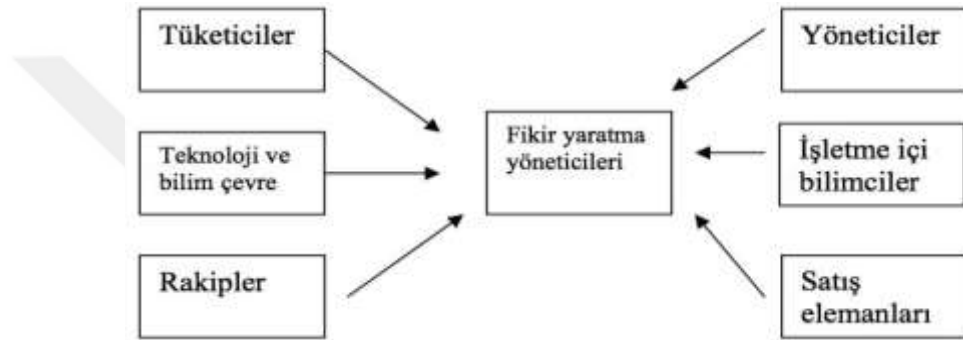 Tüketiciler
Yöneticiler
Fikir yaratma
yöneticileri
Teknoloji ve
bilim çevre
İşletme içi
bilimciler
Rakipler
Satış
elemanları